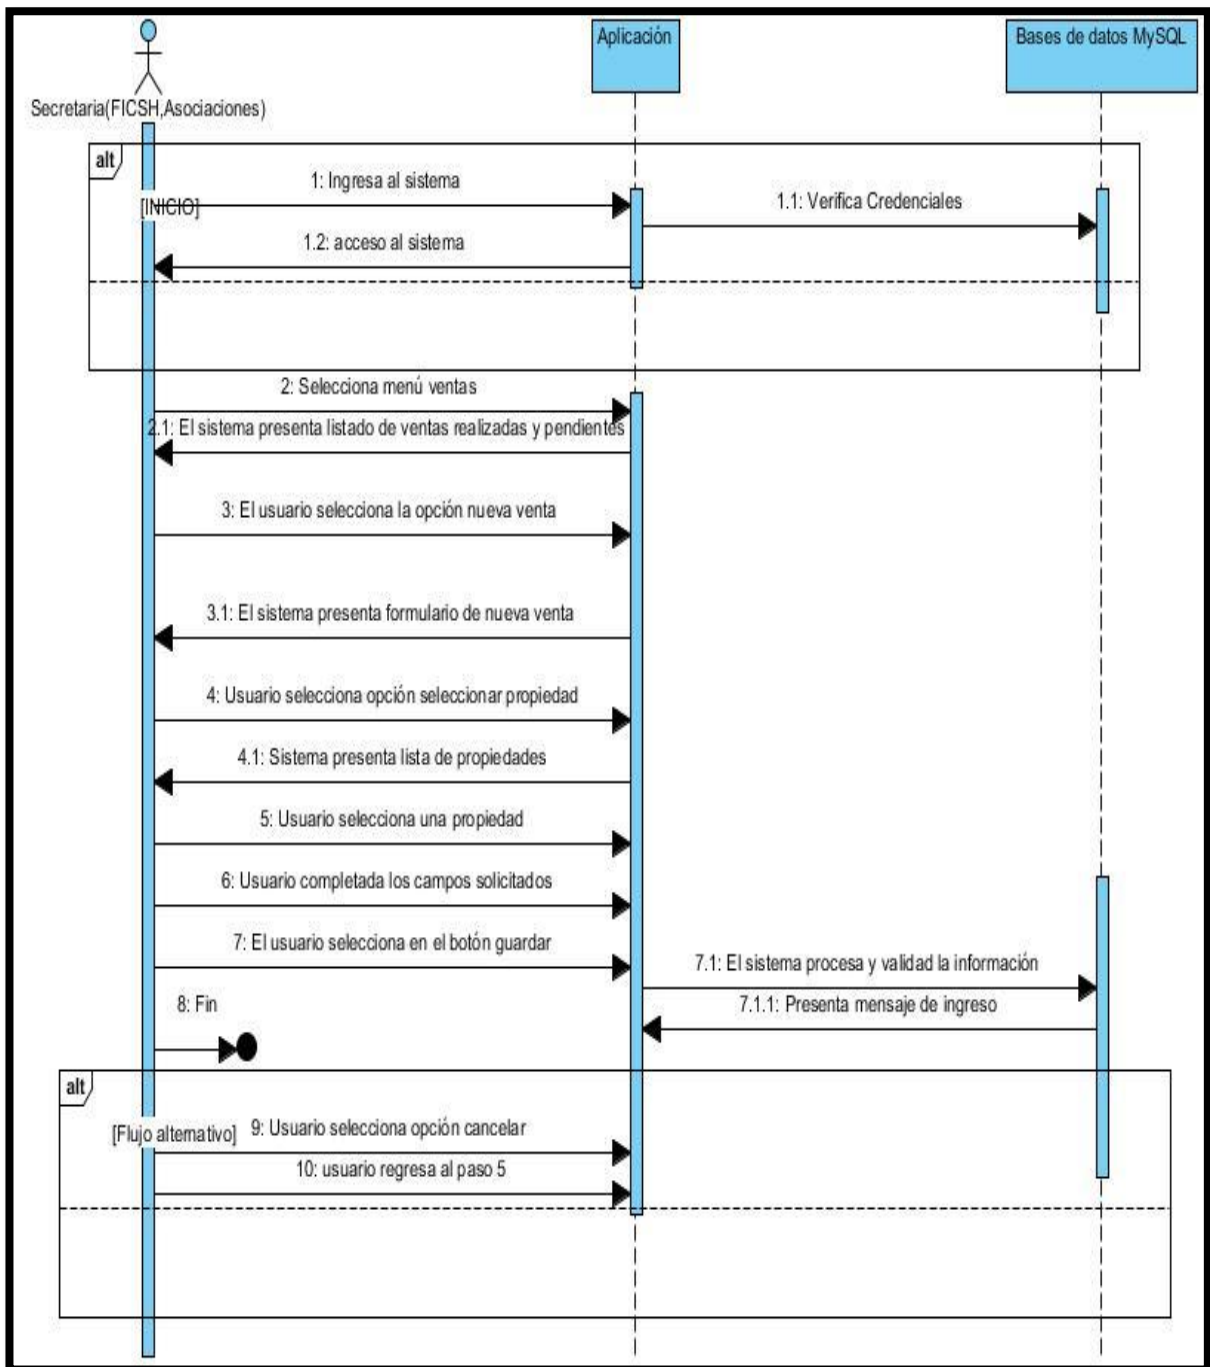 Aplicación
Bases de datos MySQL
Secretaria(FICSH,Asociaciones)
alt
1: Ingresa al sistema
[INICIO]
1.1: Verifica Credenciales
1.2: acceso al sistema
2: Selecciona menú ventas
2.1: El sistema presenta listado de ventas realizadas y pendientes
3: El usuario selecciona la opción nueva venta
3.1: El sistema presenta formulario de nueva venta
4: Usuario selecciona opción seleccionar propiedad
4.1: Sistema presenta lista de propiedades
5: Usuario selecciona una propiedad
6: Usuario completada los campos solicitados
7: El usuario selecciona en el botón guardar
7.1: El sistema procesa y validad la información
8: Fin
7.1.1: Presenta mensaje de ingreso
alt
[Flujo alternativo]
9: Usuario selecciona opción cancelar
10: usuario regresa al paso 5